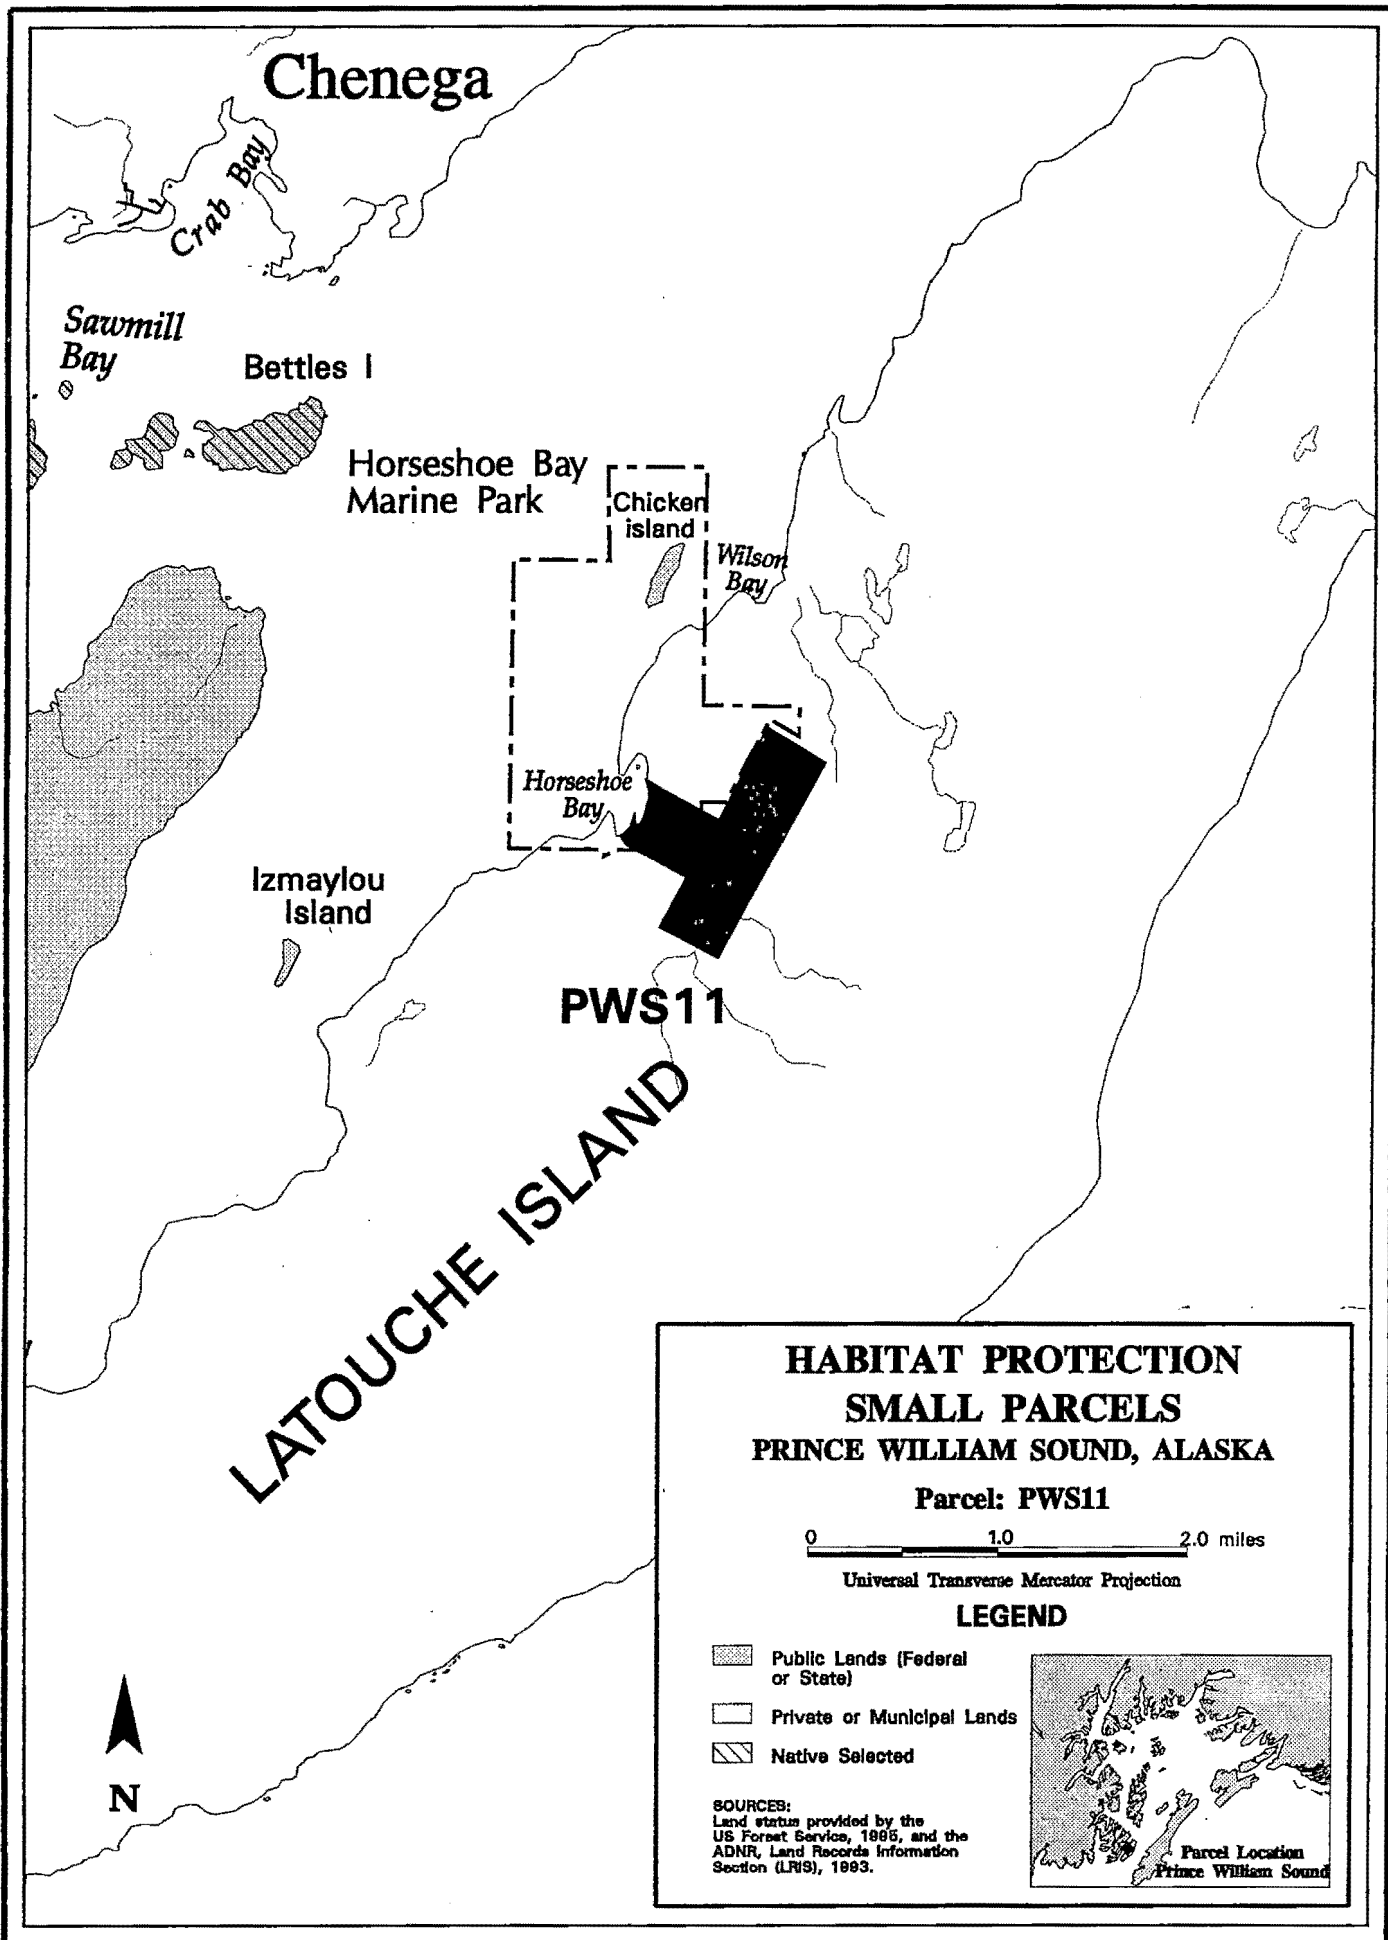 Chenega
Crab Bay
Sawmill
Bay
Bettles I
Horseshoe Bay
Marine Park
Chicken
island
Wilson
Bay
Horseshoe
Bay
Izmaylou
Island
PWS11
LATOUCHE ISLAND
HABITAT PROTECTION
SMALL PARCELS
PRINCE WILLIAM SOUND, ALASKA
Parcel: PWS11
0 1.0 2.0 miles
Universal Transverse Mercator Projection
LEGEND
Public Lands (Federal
or State)
Private or Municipal Lands
Native Selected
SOURCES:
Land status provided by the
US Forest Service, 1995, and the
ADNR, Land Records Information
Section (LRIS), 1993.
Parcel Location
Prince William Sound
N